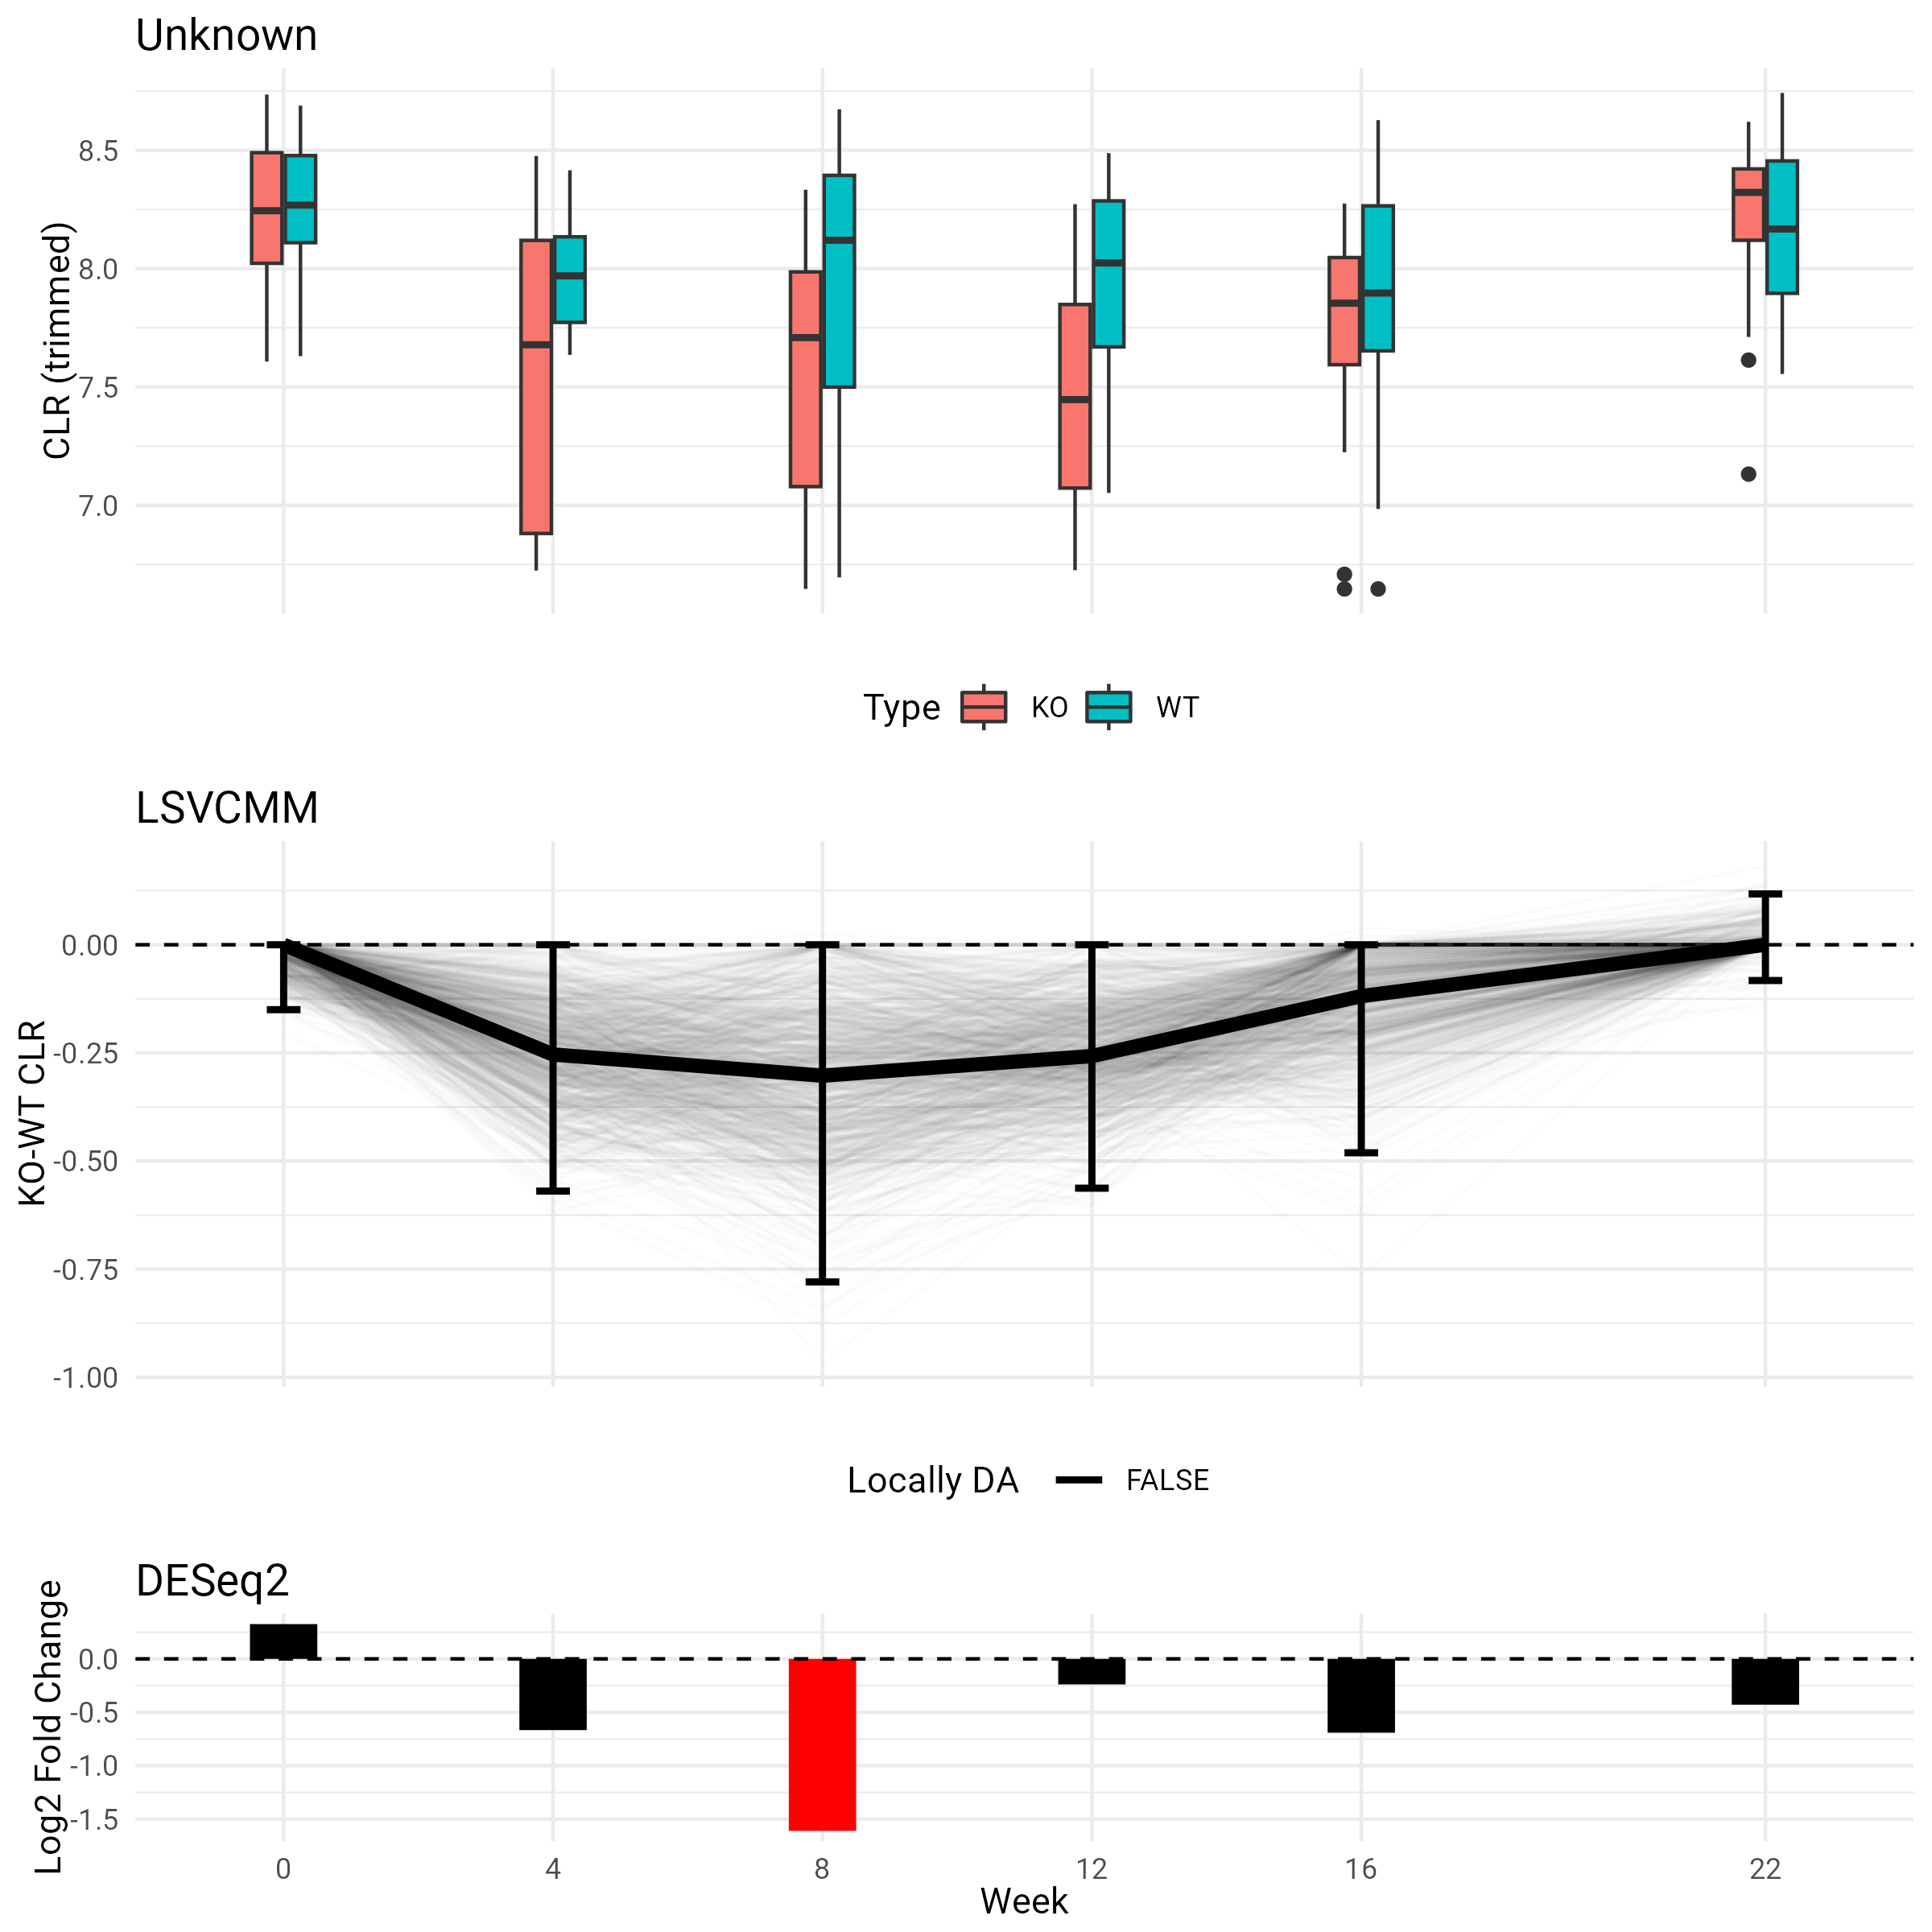 Unknown
CLR (trimmed)
8.5
8.0
7.5
7.0
Type KO WT
LSVCMM
KO-WT CLR
0.00
-0.25
-0.50
-0.75
-1.00
Locally DA FALSE
DESeq2
Log2 Fold Change
0.0
-0.5
-1.0
-1.5
0 4 8 12 16 22
Week